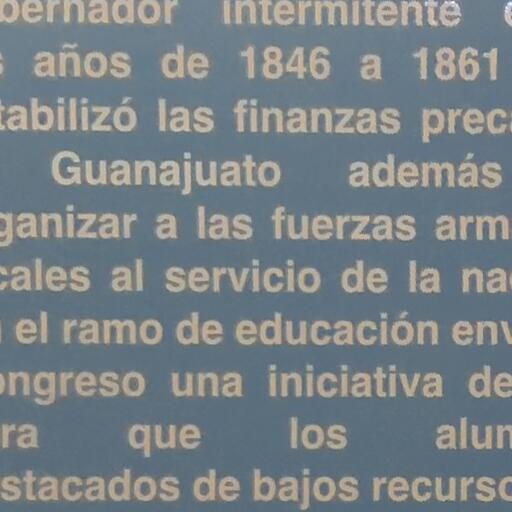 bernador intermitente
años de 1846 a 1861
tabilizó las finanzas prec
Guanajuato además
ganizar a las fuerzas arm
cales al servicio de la na
el ramo de educación env
ongreso una iniciativa de
ra que los alum
stacados de bajos recurso